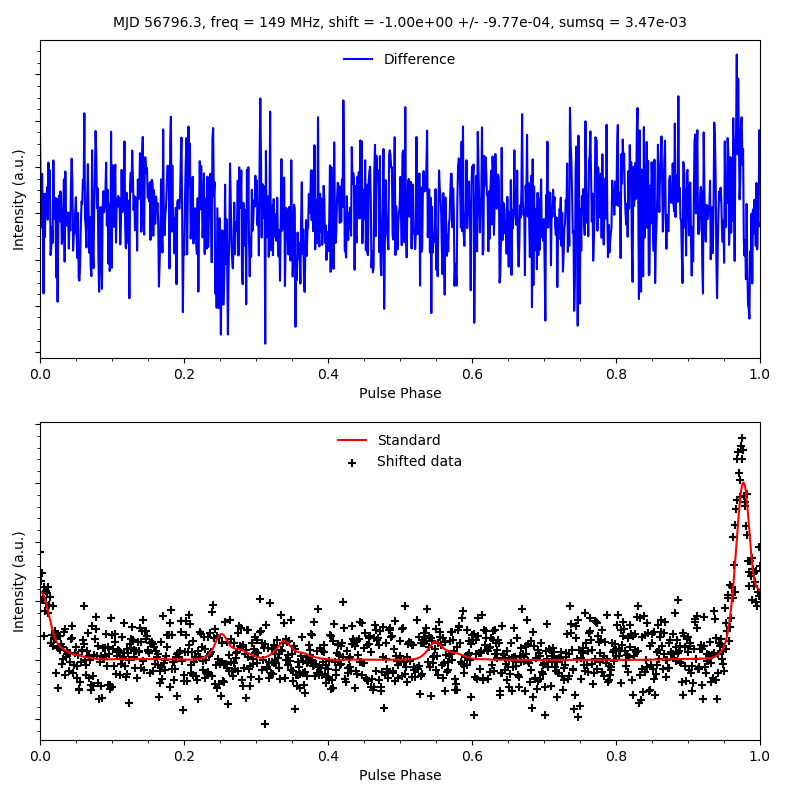 MJD 56796.3, freq = 149 MHz, shift = -1.00e+00 +/- -9.77e-04, sumsq = 3.47e-03
Difference
Intensity (a.u.)
0.0 0.2 0.4 0.6 0.8 1.0
Pulse Phase
Standard
Shifted data
Intensity (a.u.)
0.0 0.2 0.4 0.6 0.8 1.0
Pulse Phase